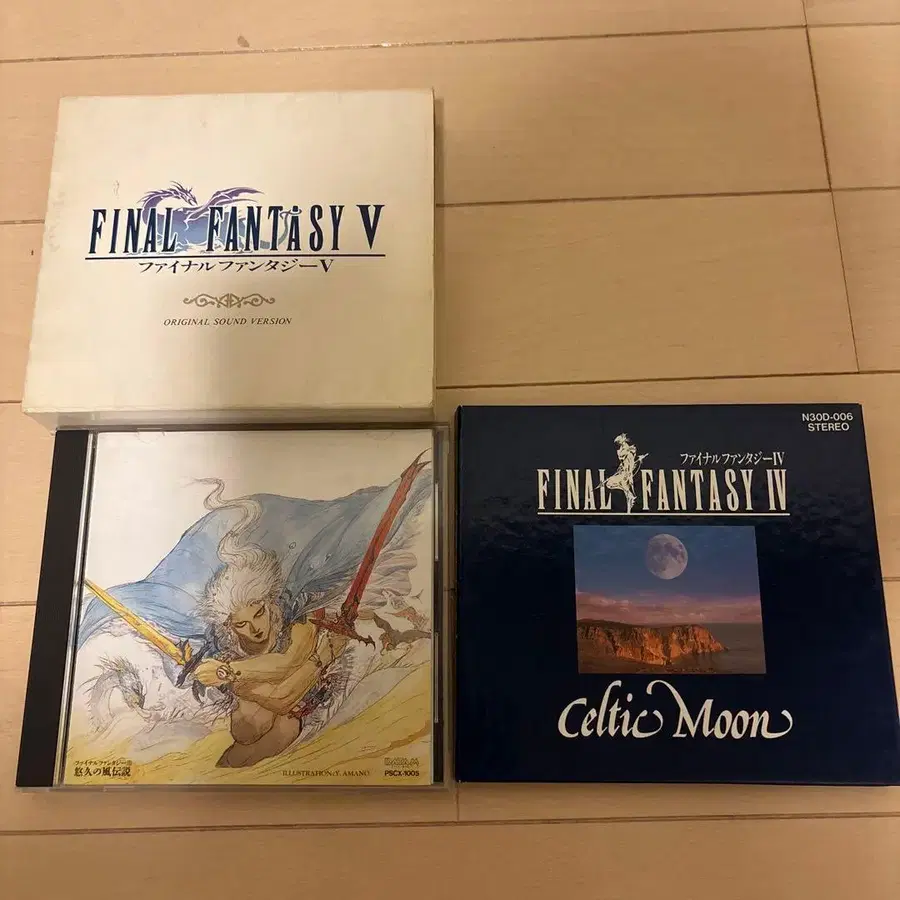 FINAL FANTASY V
ファイナルファンタジーV
ORIGINAL SOUND VERSION
ファイナルファンタジーIII
悠久の風伝説
ILLUSTRATION:Y. AMANO
DATAM
PSCX-1005
N30D-006
STEREO
ファイナルファンタジーIV
FINAL FANTASY IV
Celtic Moon